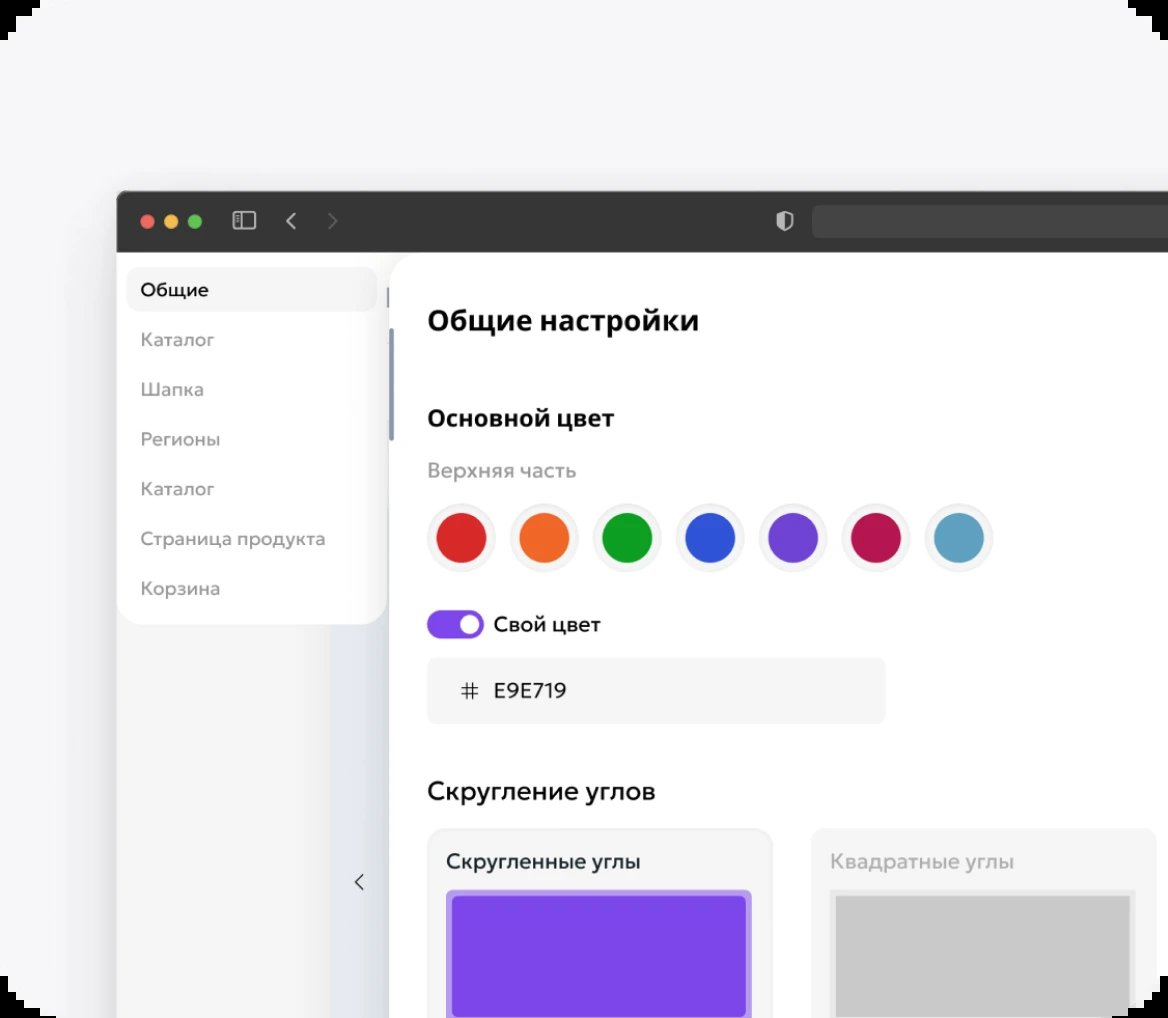 Общие
Каталог
Шапка
Регионы
Каталог
Страница продукта
Корзина
Общие настройки
Основной цвет
Верхняя часть
Свой цвет
# E9E719
Скругление углов
Скругленные углы
Квадратные углы